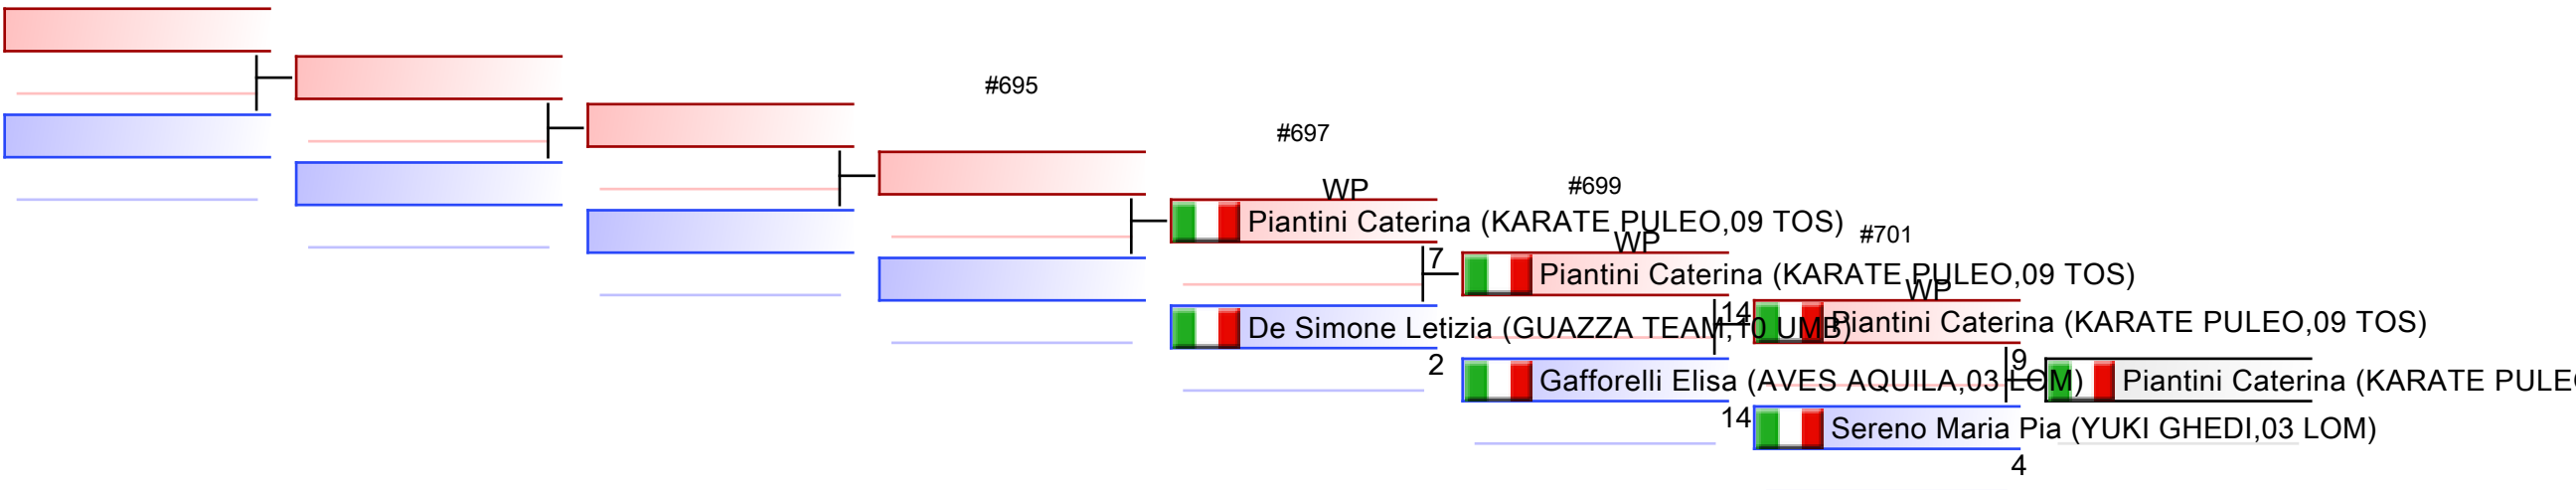 #695
#697
WP
#699
Piantini Caterina (KARATE PULEO,09 TOS)
WP
#701
7
Piantini Caterina (KARATE PULEO,09 TOS)
WP
14
De Simone Letizia (GUAZZA TEAM,10 UMB)
Piantini Caterina (KARATE PULEO,09 TOS)
2
9
Gafforelli Elisa (AVES AQUILA,03 LOM)
Piantini Caterina (KARATE
14
Sereno Maria Pia (YUKI GHEDI,03 LOM)
4